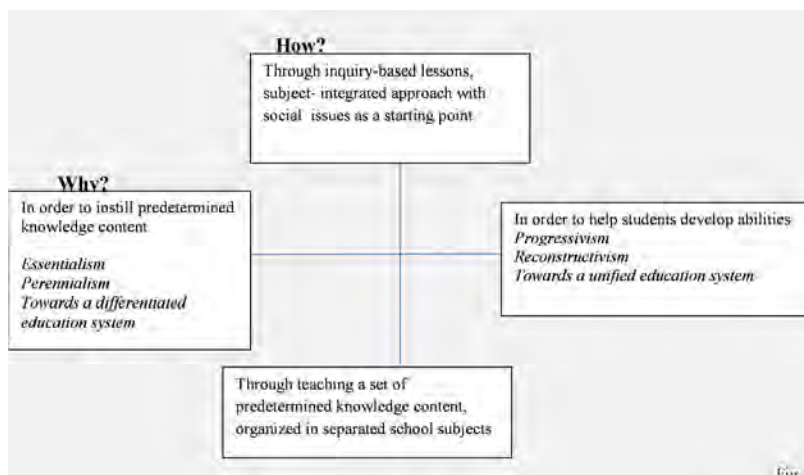 How?
Through inquiry-based lessons,
subject- integrated approach with
social issues as a starting point
Why?
In order to instill predetermined
knowledge content
Essentialism
Perennialism
Towards a differentiated
education system
In order to help students develop abilities
Progressivism
Reconstructivism
Towards a unified education system
Through teaching a set of
predetermined knowledge content,
organized in separated school subjects